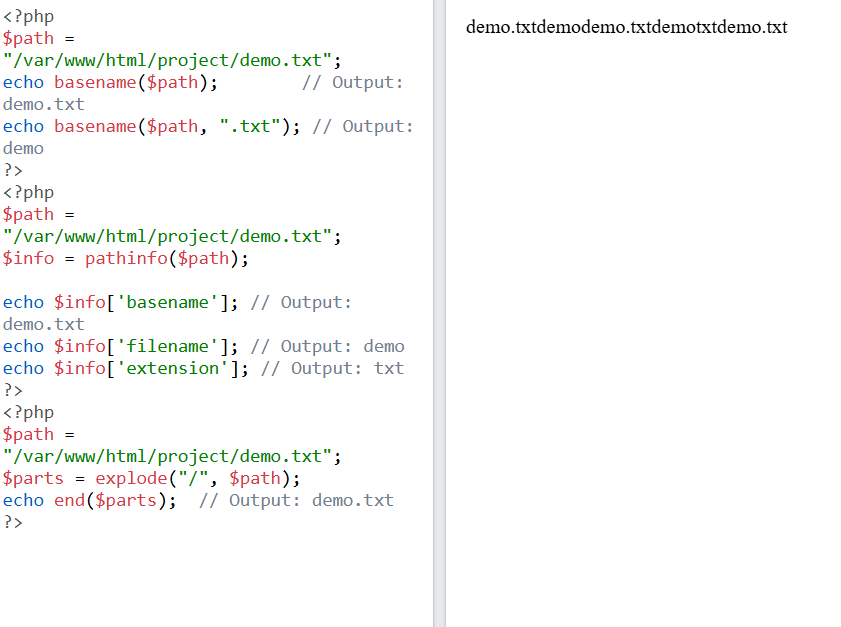 <?php
$path =
"/var/www/html/project/demo.txt";
echo basename($path);        // Output:
demo.txt
echo basename($path, ".txt"); // Output:
demo
?>
<?php
$path =
"/var/www/html/project/demo.txt";
$info = pathinfo($path);

echo $info['basename']; // Output:
demo.txt
echo $info['filename']; // Output: demo
echo $info['extension']; // Output: txt
?>
<?php
$path =
"/var/www/html/project/demo.txt";
$parts = explode("/", $path);
echo end($parts);  // Output: demo.txt
?>
demo.txtdemodemo.txtdemotxtdemo.txt